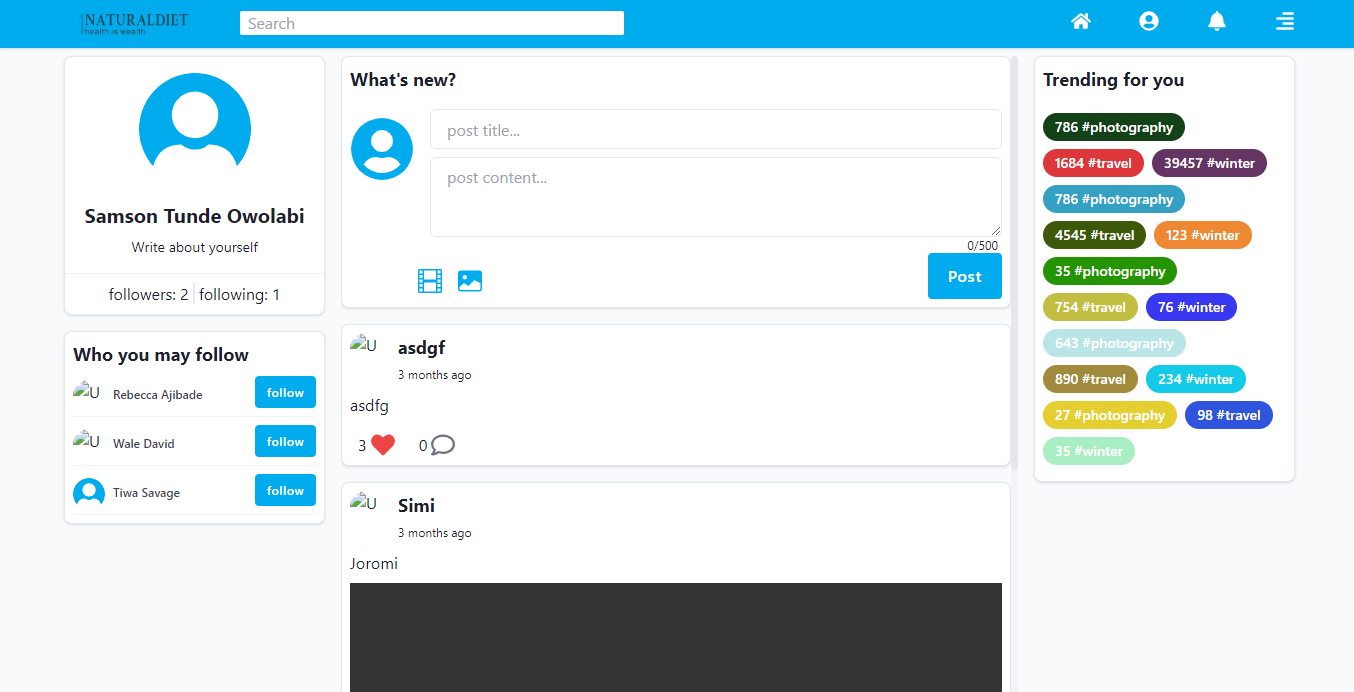 NATURALDIET
health is wealth
Search
Samson Tunde Owolabi
Write about yourself
followers: 2
following: 1
Who you may follow
U
Rebecca Ajibade
follow
U
Wale David
follow
Tiwa Savage
follow
What's new?
post title...
post content...
0/500
Post
U
asdgf
3 months ago
asdfg
3
0
U
Simi
3 months ago
Joromi
Trending for you
786 #photography
1684 #travel
39457 #winter
786 #photography
4545 #travel
123 #winter
35 #photography
754 #travel
76 #winter
643 #photography
890 #travel
234 #winter
27 #photography
98 #travel
35 #winter